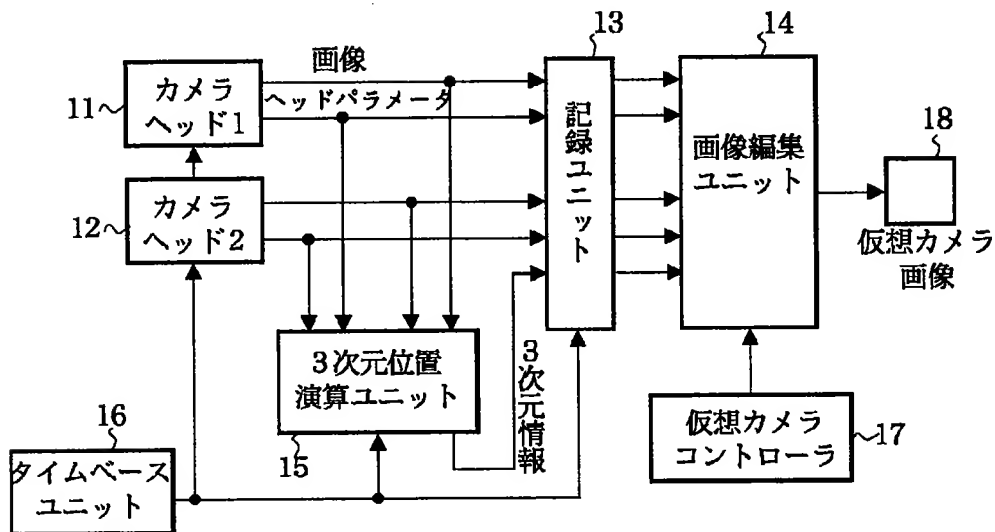 13
14
画像
カメラ
ヘッド1
11
ヘッドパラメータ
記録ユニット
画像編集
ユニット
18
カメラ
ヘッド2
12
仮想カメラ
画像
3次元位置
演算ユニット
15
3次元情報
仮想カメラ
コントローラ
17
16
タイムベース
ユニット